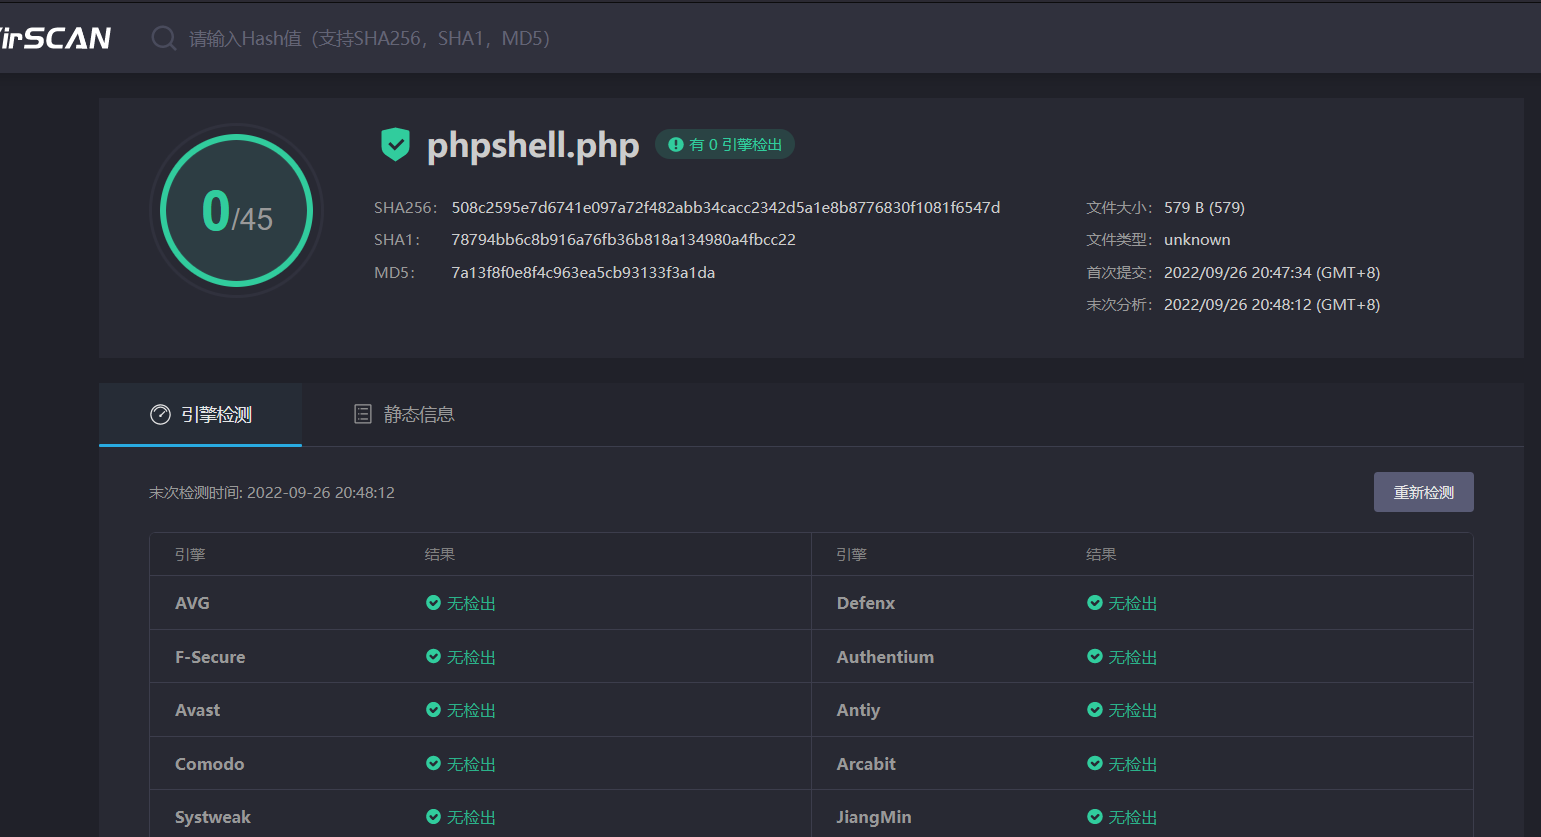 VirSCAN 请输入Hash值（支持SHA256，SHA1，MD5）
phpshell.php 有 0 引擎检出
0/45
SHA256： 508c2595e7d6741e097a72f482abb34cacc2342d5a1e8b8776830f1081f6547d 文件大小： 579 B (579)
SHA1： 78794bb6c8b916a76fb36b818a134980a4fbcc22 文件类型： unknown
MD5： 7a13f8f0e8f4c963ea5cb93133f3a1da 首次提交： 2022/09/26 20:47:34 (GMT+8)
末次分析： 2022/09/26 20:48:12 (GMT+8)
引擎检测 静态信息
末次检测时间: 2022-09-26 20:48:12 重新检测
引擎 结果 引擎 结果
AVG 无检出 Defenx 无检出
F-Secure 无检出 Authentium 无检出
Avast 无检出 Antiy 无检出
Comodo 无检出 Arcabit 无检出
Systweak 无检出 JiangMin 无检出